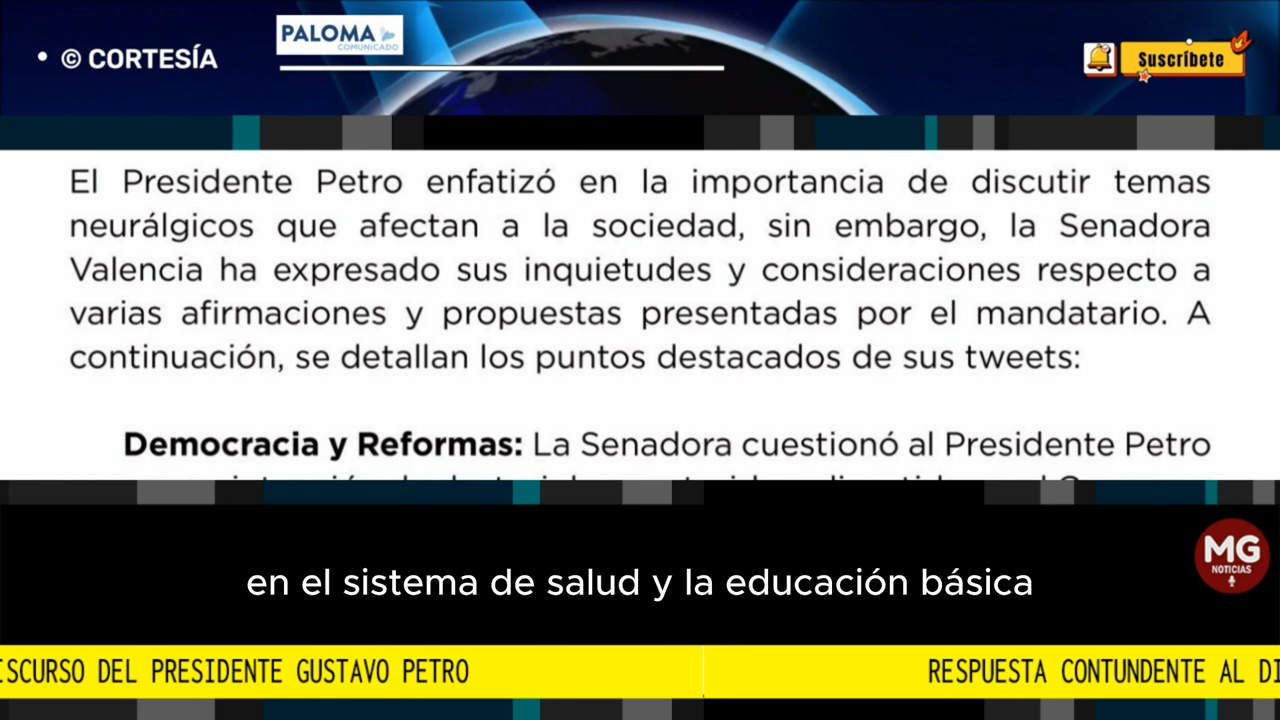 • © CORTESÍA
PALOMA
COMUNICADO
Suscríbete
El Presidente Petro enfatizó en la importancia de discutir temas
neurálgicos que afectan a la sociedad, sin embargo, la Senadora
Valencia ha expresado sus inquietudes y consideraciones respecto a
varias afirmaciones y propuestas presentadas por el mandatario. A
continuación, se detallan los puntos destacados de sus tweets:
Democracia y Reformas: La Senadora cuestionó al Presidente Petro
en el sistema de salud y la educación básica
MG
NOTICIAS
ISCURSO DEL PRESIDENTE GUSTAVO PETRO
RESPUESTA CONTUNDENTE AL DI